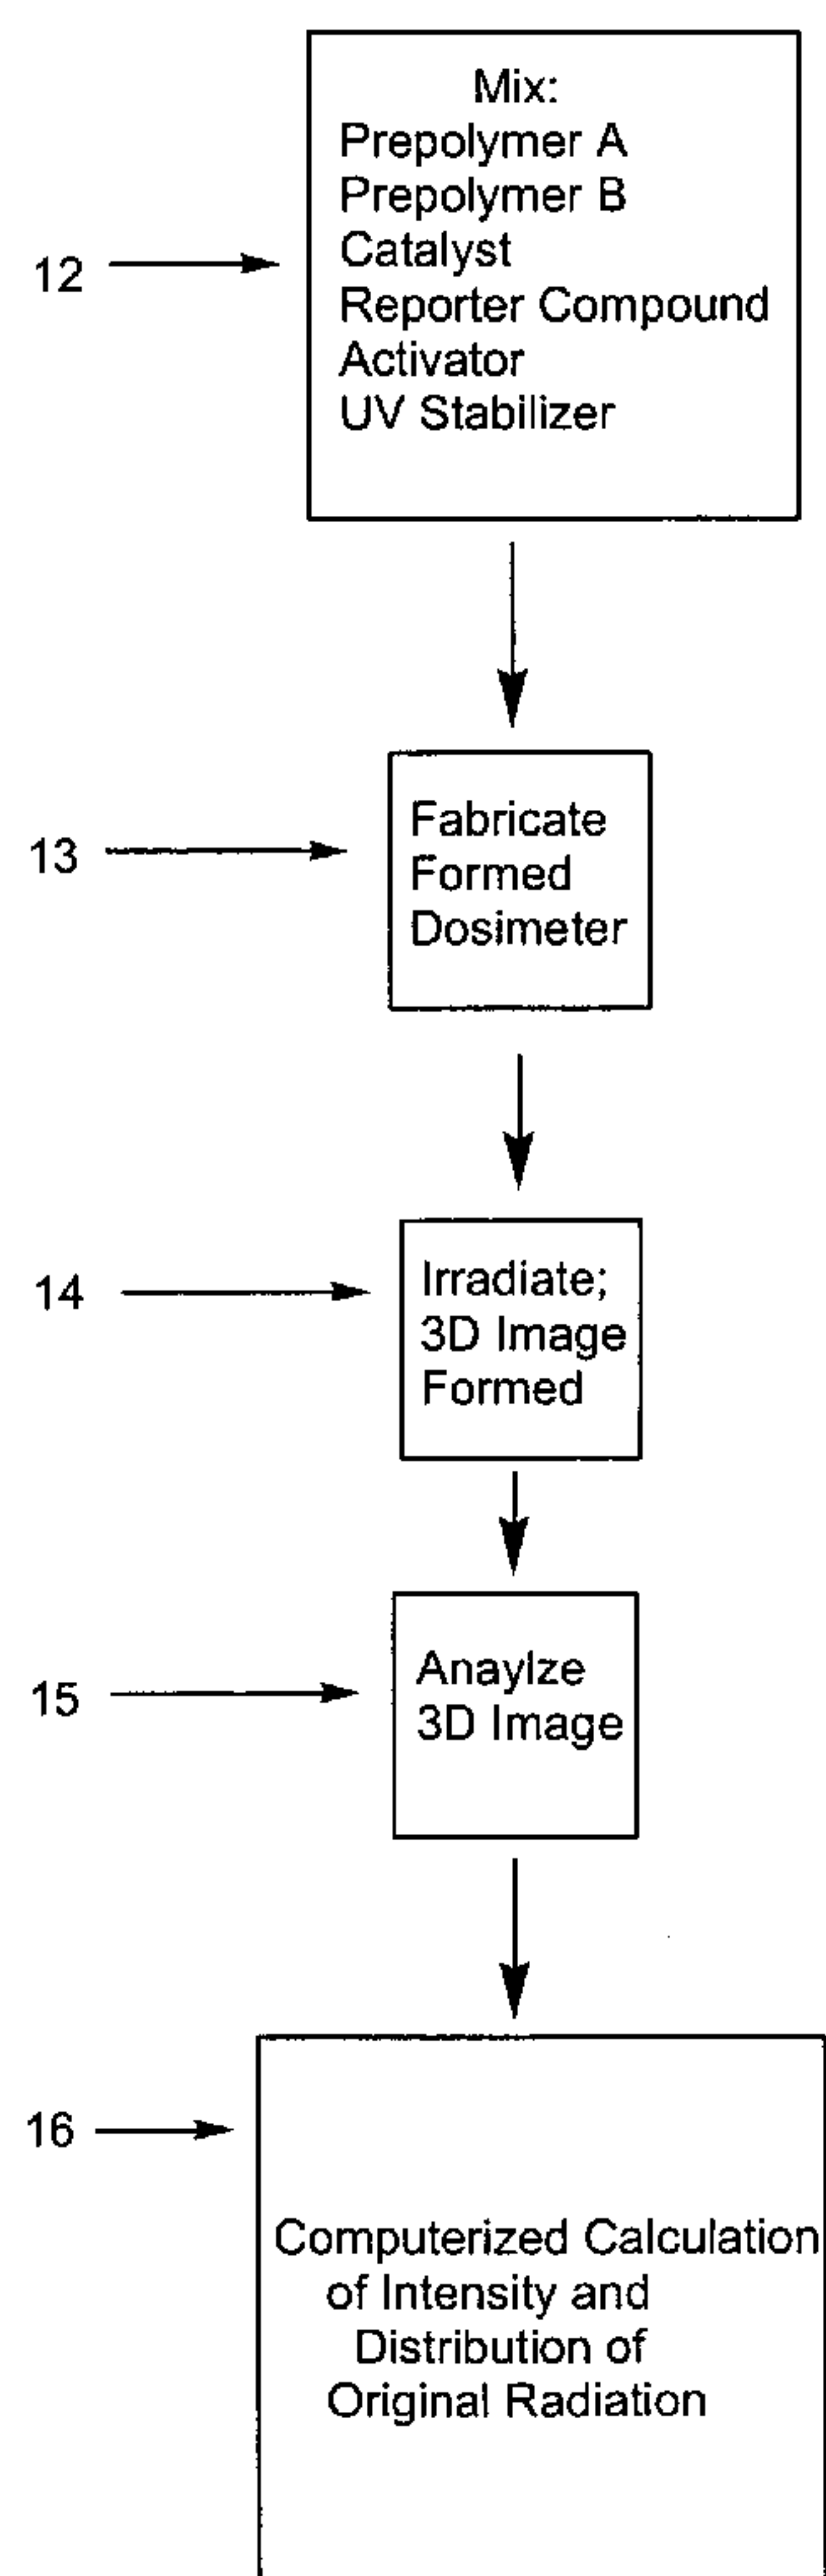 Mix:
Prepolymer A
Prepolymer B
12
Catalyst
Reporter Compound
Activator
UV Stabilizer
13
Fabricate
Formed
Dosimeter
14
Irradiate;
3D Image
Formed
15
Anaylze
3D Image
16
Computerized Calculation
of Intensity and
Distribution of
Original Radiation